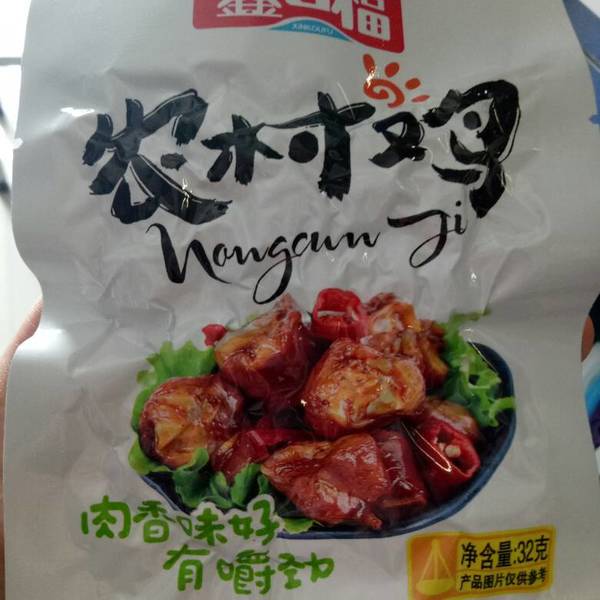 鑫口福
XINKOUFU
农村鸡
Nongcun Ji
肉香味好
有嚼劲
净含量:32克
产品图片仅供参考